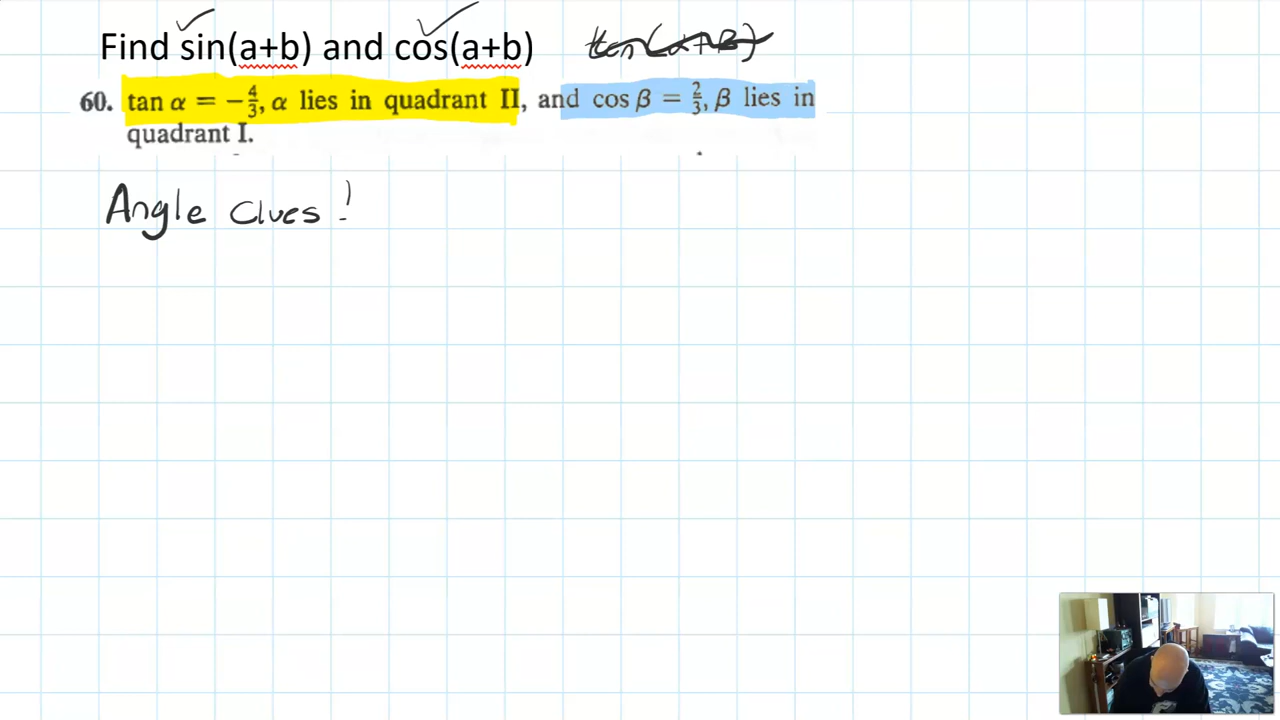 Find sin(a+b) and cos(a+b) tan(α+β)
60. tan α = −4/3, α lies in quadrant II, and cos β = 2/3, β lies in
quadrant I.
Angle Clues !